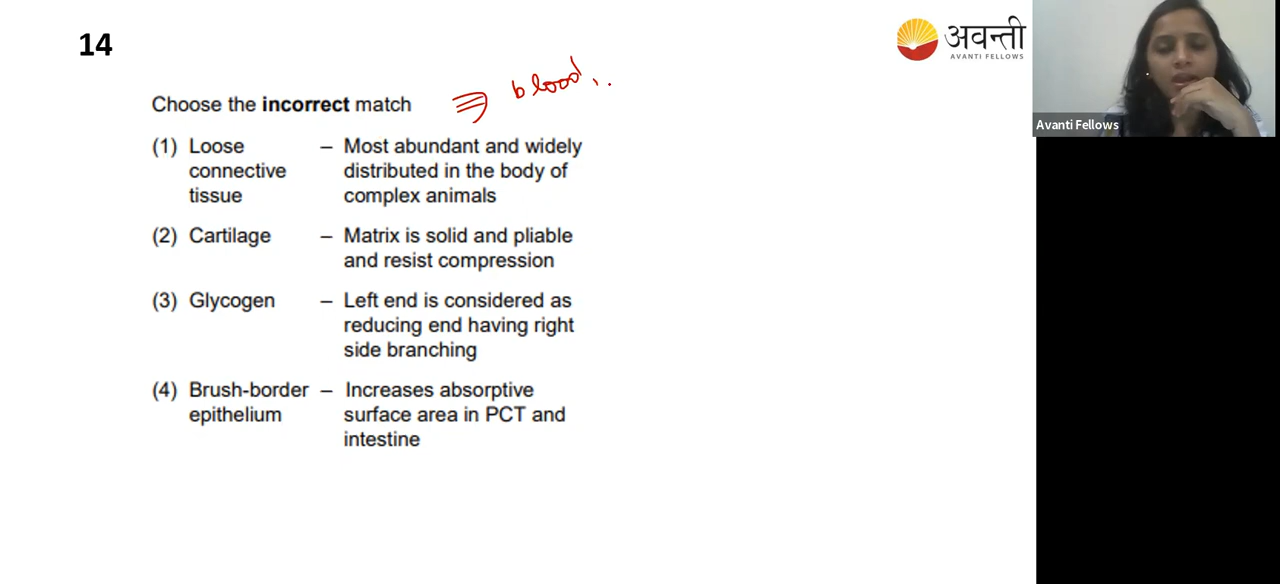 14
अवन्ती
AVANTI FELLOWS
Avanti Fellows
blood,
Choose the incorrect match
(1) Loose connective tissue – Most abundant and widely distributed in the body of complex animals
(2) Cartilage – Matrix is solid and pliable and resist compression
(3) Glycogen – Left end is considered as reducing end having right side branching
(4) Brush-border epithelium – Increases absorptive surface area in PCT and intestine